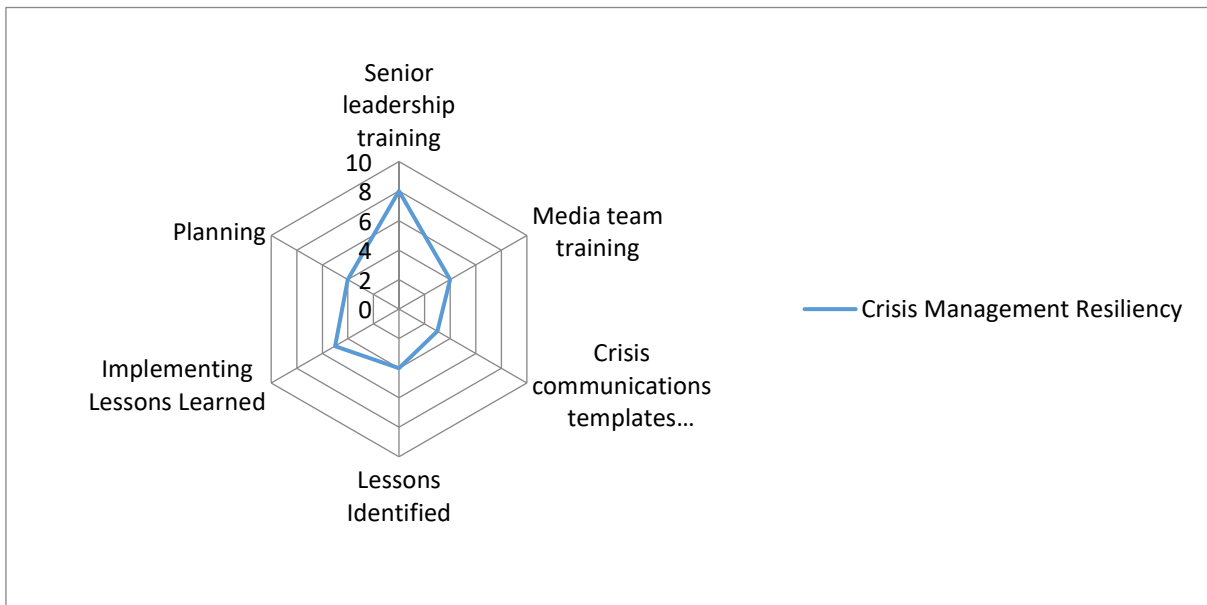 Senior
leadership
training
10
8
6
4
2
0
Media team
training
Crisis
communications
templates…
Lessons
Identified
Implementing
Lessons Learned
Planning
Crisis Management Resiliency